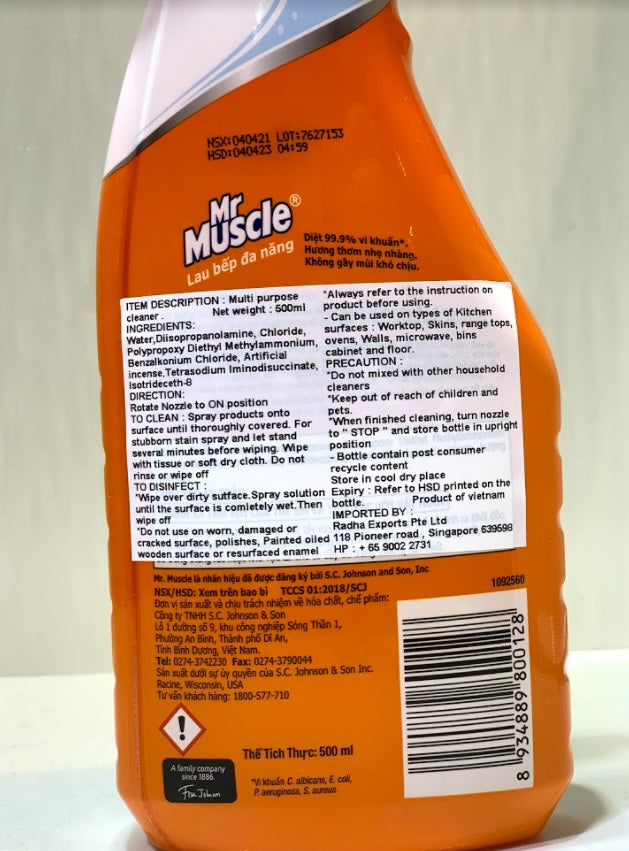 NSX:040421 LOT:7627153
HSD:040423 04:59
Mr
Muscle®
Lau bếp đa năng
Diệt 99.9% vi khuẩn*.
Hương thơm nhẹ nhàng.
Không gây mùi khó chịu.
ITEM DESCRIPTION : Multi purpose
cleaner . Net weight : 500ml
INGREDIENTS:
Water,Diisopropanolamine, Chloride,
Polypropoxy Diethyl Methylammonium,
Benzalkonium Chloride, Artificial
incense,Tetrasodium Iminodisuccinate,
Isotrideceth-8
DIRECTION:
Rotate Nozzle to ON position
TO CLEAN : Spray products onto
surface until thoroughly covered. For
stubborn stain spray and let stand
several minutes before wiping. Wipe
with tissue or soft dry cloth. Do not
rinse or wipe off
TO DISINFECT :
*Wipe over dirty sutface.Spray solution
until the surface is comletely wet.Then
wipe off
*Do not use on worn, damaged or
cracked surface, polishes, Painted oiled
wooden surface or resurfaced enamel
*Always refer to the instruction on
product before using.
- Can be used on types of Kitchen
surfaces : Worktop, Skins, range tops,
ovens, Walls, microwave, bins
cabinet and floor.
PRECAUTION :
*Do not mixed with other household
cleaners
*Keep out of reach of children and
pets.
*When finished cleaning, turn nozzle
to " STOP " and store bottle in upright
position
- Bottle contain post consumer
recycle content
Store in cool dry place
Expiry : Refer to HSD printed on the
bottle. Product of vietnam
IMPORTED BY :
Radha Exports Pte Ltd
118 Pioneer road , Singapore 639598
HP : + 65 9002 2731
Mr. Muscle là nhãn hiệu đã được đăng ký bởi S.C. Johnson and Son, Inc
NSX/HSD: Xem trên bao bì TCCS 01:2018/SCJ
1092560
Đơn vị sản xuất và chịu trách nhiệm về hóa chất, chế phẩm:
Công ty TNHH S.C. Johnson & Son
Lô 1 đường số 9, khu công nghiệp Sóng Thần 1,
Phường An Bình, Thành phố Dĩ An,
Tỉnh Bình Dương, Việt Nam.
Tel: 0274-3742230 Fax: 0274-3790044
Sản xuất dưới sự ủy quyền của S.C. Johnson & Son Inc.
Racine, Wisconsin, USA
Tư vấn khách hàng: 1800-577-710
Thể Tích Thực: 500 ml
A family company
since 1886.
Fisk Johnson
*Vi khuẩn C. albicans, E. coli,
P. aeruginosa, S. aureus.
8 934889 800128